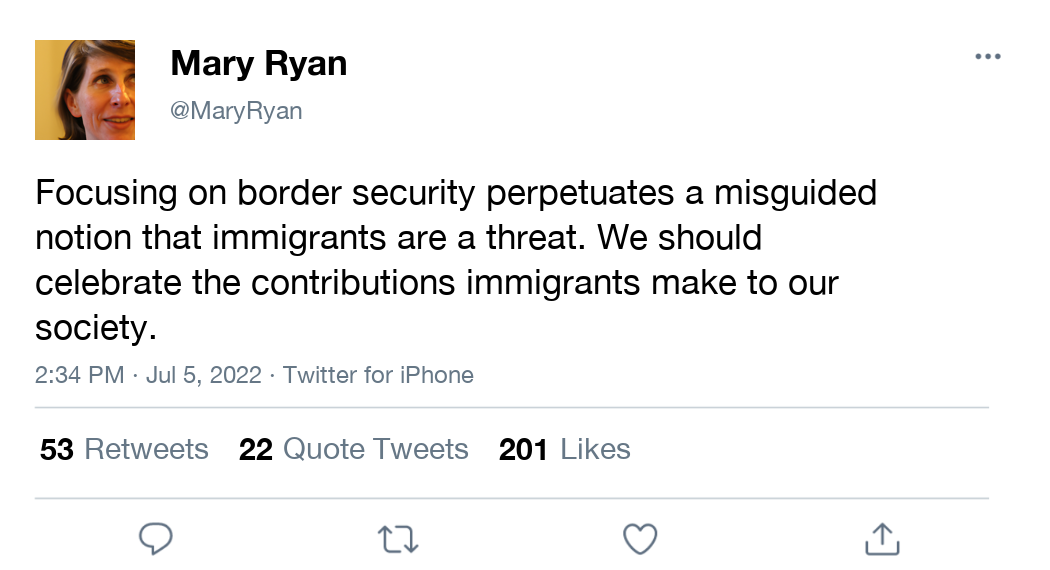 Mary Ryan
@MaryRyan
Focusing on border security perpetuates a misguided
notion that immigrants are a threat. We should
celebrate the contributions immigrants make to our
society.
2:34 PM · Jul 5, 2022 · Twitter for iPhone
53 Retweets 22 Quote Tweets 201 Likes